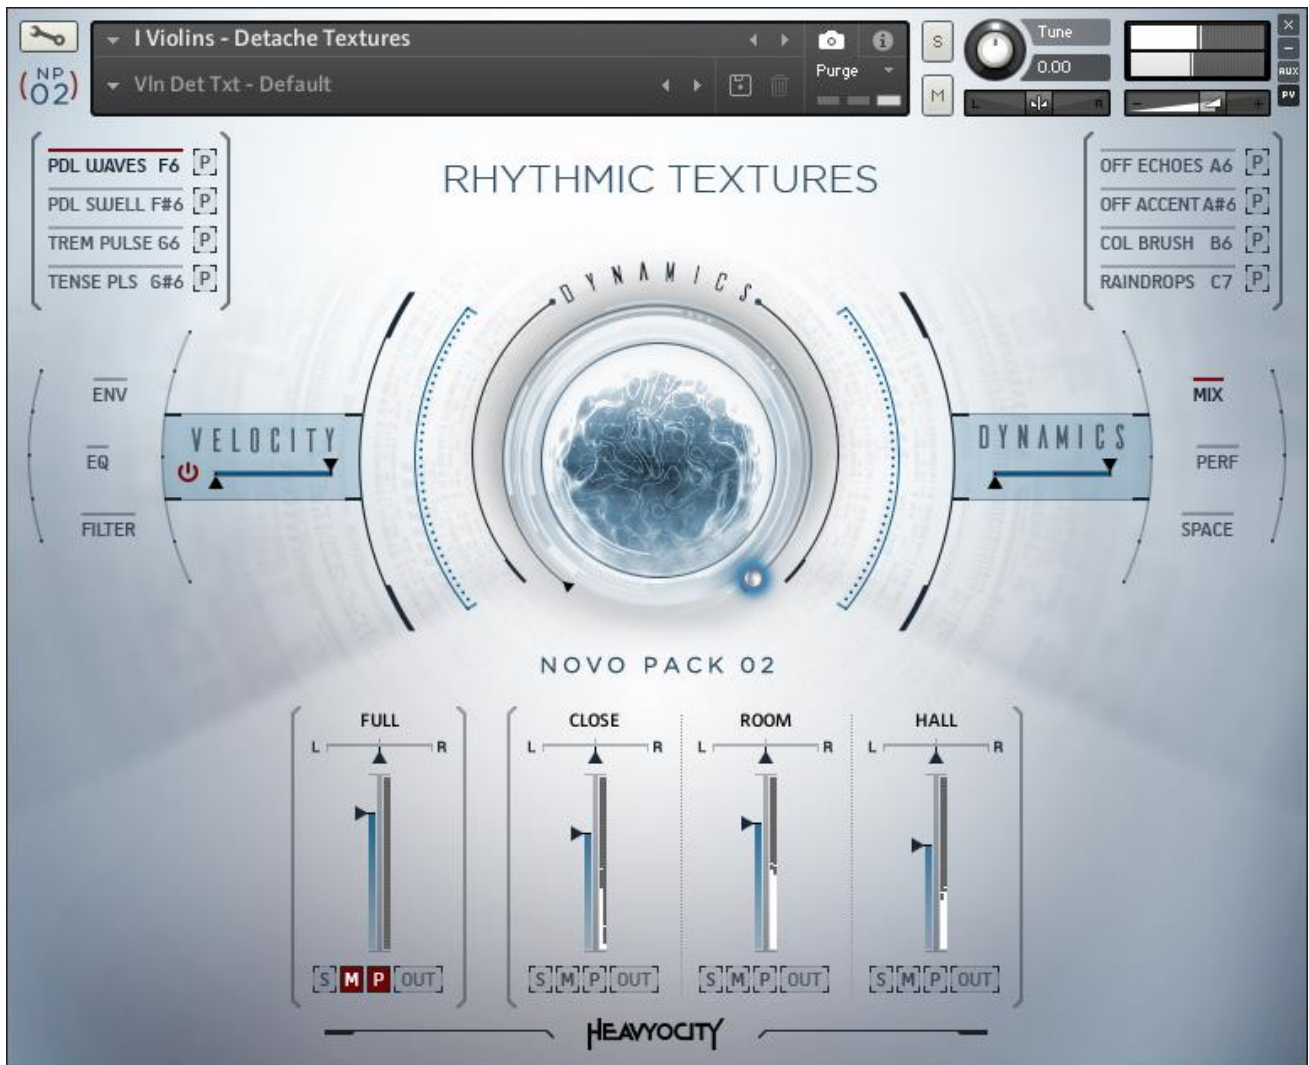 I Violins - Detache Textures
S
Tune
×
NP
02
Vln Det Txt - Default
Purge
M
0.00
−
AUX
PV
L
R
−
+
PDL WAVES F6 P
PDL SWELL F#6 P
TREM PULSE G6 P
TENSE PLS G#6 P
RHYTHMIC TEXTURES
OFF ECHOES A6 P
OFF ACCENT A#6 P
COL BRUSH B6 P
RAINDROPS C7 P
DYNAMICS
ENV
EQ
FILTER
VELOCITY
DYNAMICS
MIX
PERF
SPACE
NOVO PACK 02
FULL CLOSE ROOM HALL
L R L R L R L R
S M P OUT S M P OUT S M P OUT S M P OUT
HEAVYOCITY